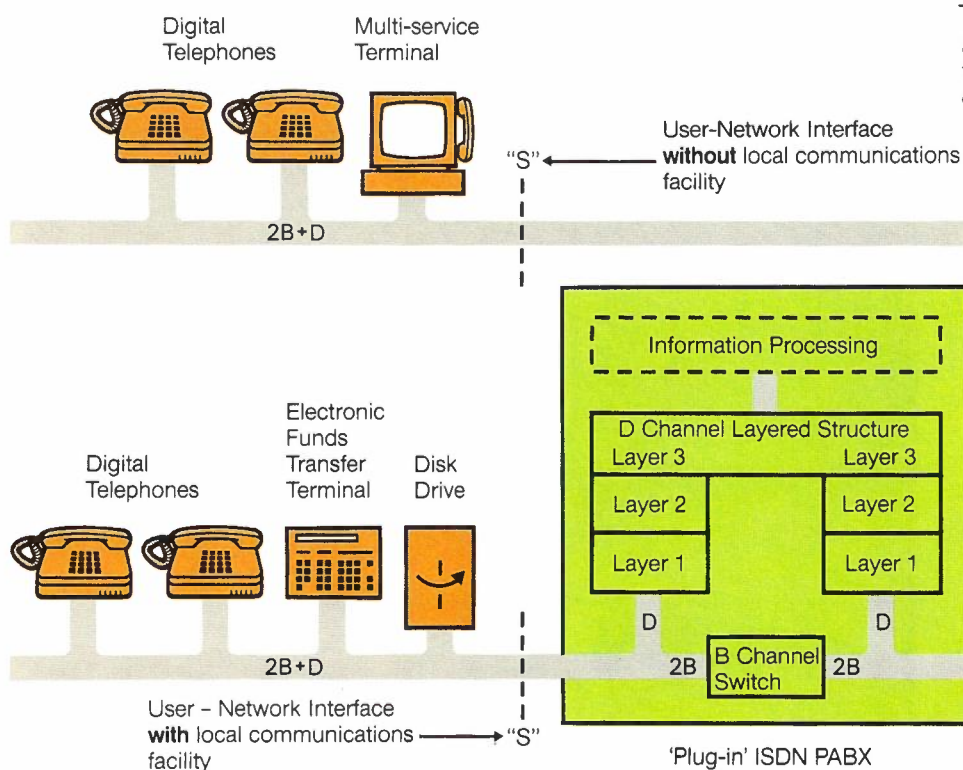 Digital
Telephones
Multi-service
Terminal
"S"
User-Network Interface
without local communications
facility
2B+D
Information Processing
D Channel Layered Structure
Layer 3 Layer 3
Layer 2 Layer 2
Layer 1 Layer 1
D D
2B B Channel 2B
Switch
Digital
Telephones
Electronic
Funds
Transfer
Terminal
Disk
Drive
2B+D
User – Network Interface
with local communications
facility
"S"
'Plug-in' ISDN PABX